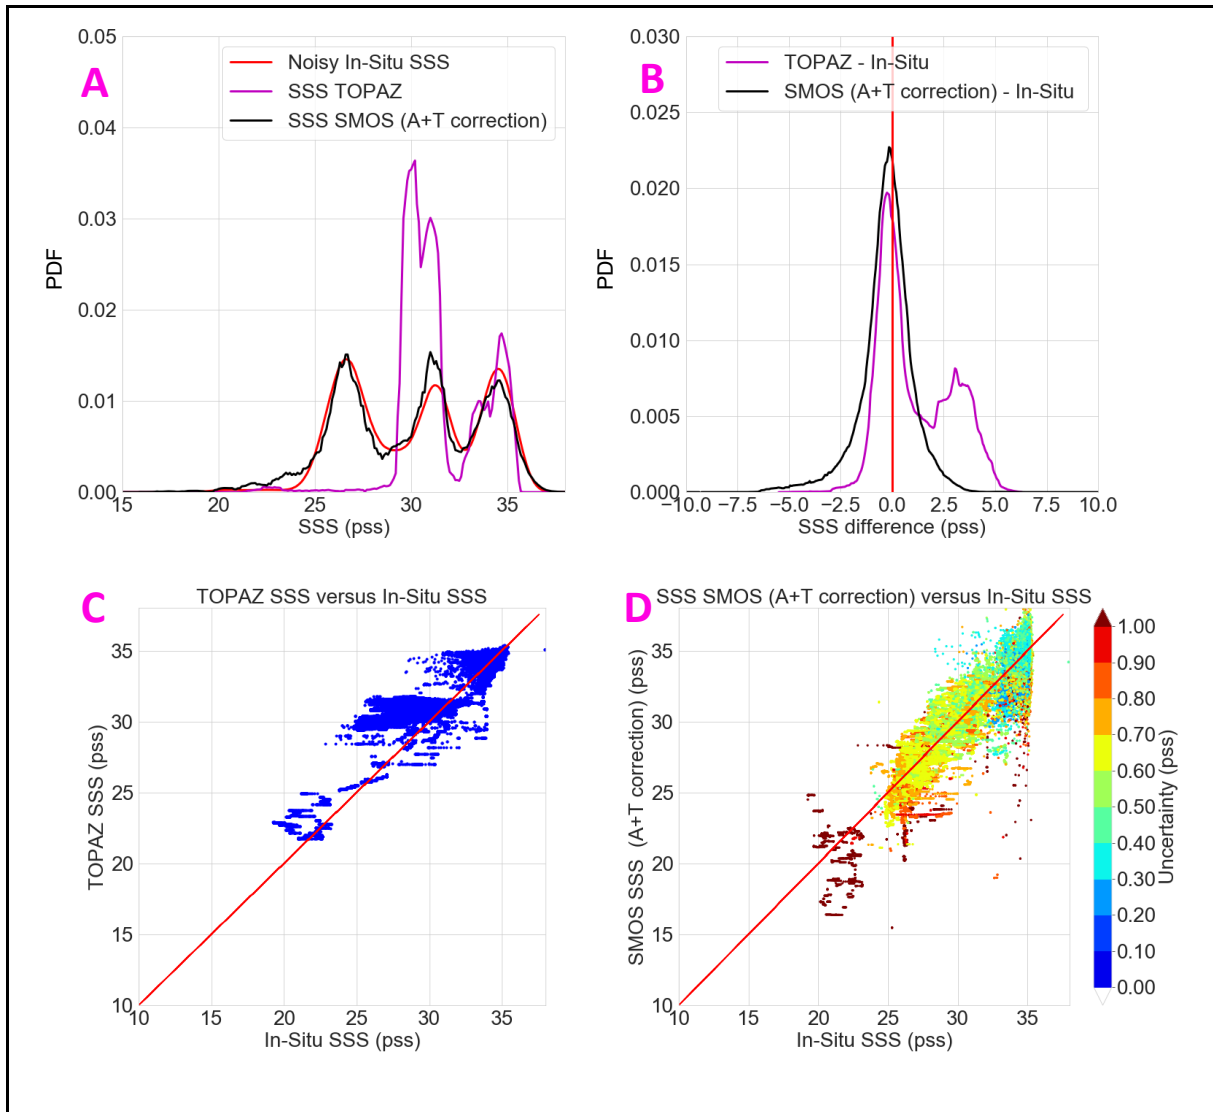 A
0.05
0.04
0.03
0.02
0.01
0.00
PDF
Noisy In-Situ SSS
SSS TOPAZ
SSS SMOS (A+T correction)
15 20 25 30 35
SSS (pss)
B
0.030
0.025
0.020
0.015
0.010
0.005
0.000
PDF
TOPAZ - In-Situ
SMOS (A+T correction) - In-Situ
−10.0 −7.5 −5.0 −2.5 0.0 2.5 5.0 7.5 10.0
SSS difference (pss)
C
TOPAZ SSS versus In-Situ SSS
35
30
25
20
15
10
TOPAZ SSS (pss)
10 15 20 25 30 35
In-Situ SSS (pss)
D
SSS SMOS (A+T correction) versus In-Situ SSS
35
30
25
20
15
10
SMOS SSS (A+T correction) (pss)
10 15 20 25 30 35
In-Situ SSS (pss)
1.00
0.90
0.80
0.70
0.60
0.50
0.40
0.30
0.20
0.10
0.00
Uncertainty (pss)